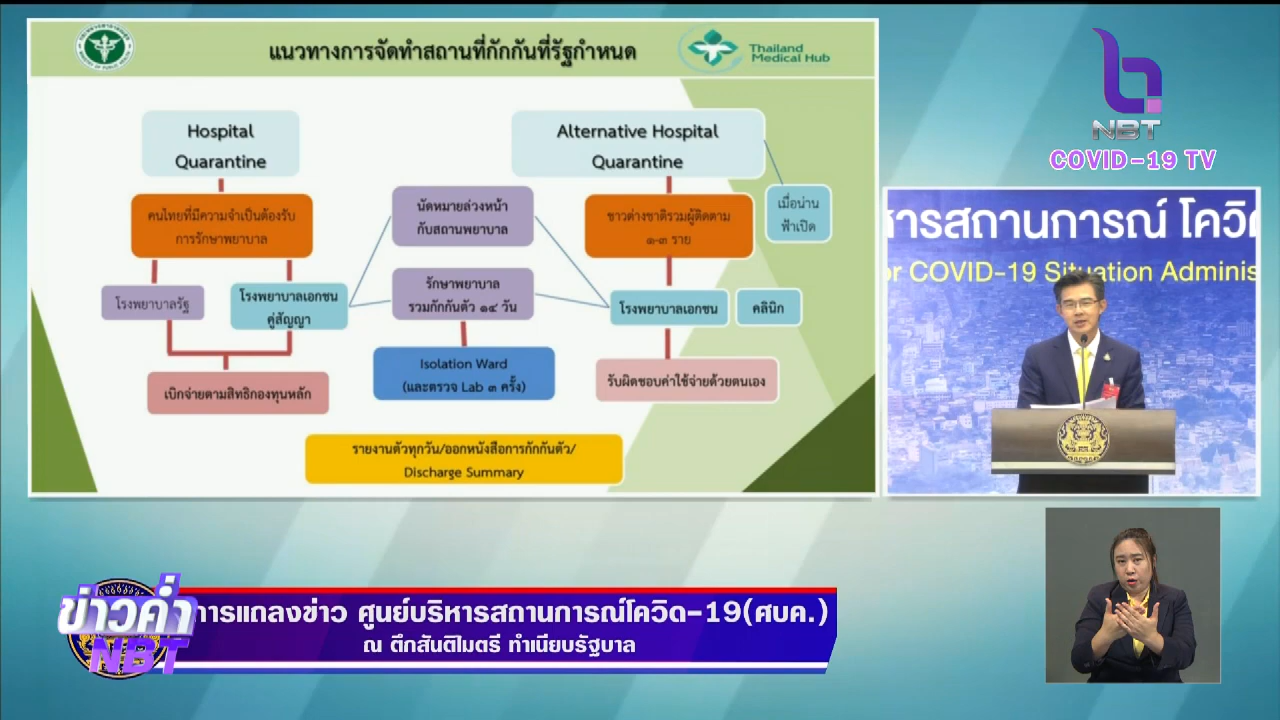 แนวทางการจัดทำสถานที่กักกันที่รัฐกำหนด
Thailand
Medical Hub
Hospital
Quarantine
Alternative Hospital
Quarantine
คนไทยที่มีความจำเป็นต้องรับ
การรักษาพยาบาล
นัดหมายล่วงหน้า
กับสถานพยาบาล
ชาวต่างชาติรวมผู้ติดตาม
๑-๓ ราย
เมื่อน่าน
ฟ้าเปิด
โรงพยาบาลรัฐ
โรงพยาบาลเอกชน
คู่สัญญา
รักษาพยาบาล
รวมกักกันตัว ๑๔ วัน
โรงพยาบาลเอกชน
คลินิก
เบิกจ่ายตามสิทธิกองทุนหลัก
Isolation Ward
(และตรวจ Lab ๓ ครั้ง)
รับผิดชอบค่าใช้จ่ายด้วยตนเอง
รายงานตัวทุกวัน/ออกหนังสือการกักกันตัว/
Discharge Summary
NBT
COVID-19 TV
หารสถานการณ์ โควิด
or COVID-19 Situation Adminis
ข่าวค่ำ
NBT
การแถลงข่าว ศูนย์บริหารสถานการณ์โควิด-19(ศบค.)
ณ ตึกสันติไมตรี ทำเนียบรัฐบาล